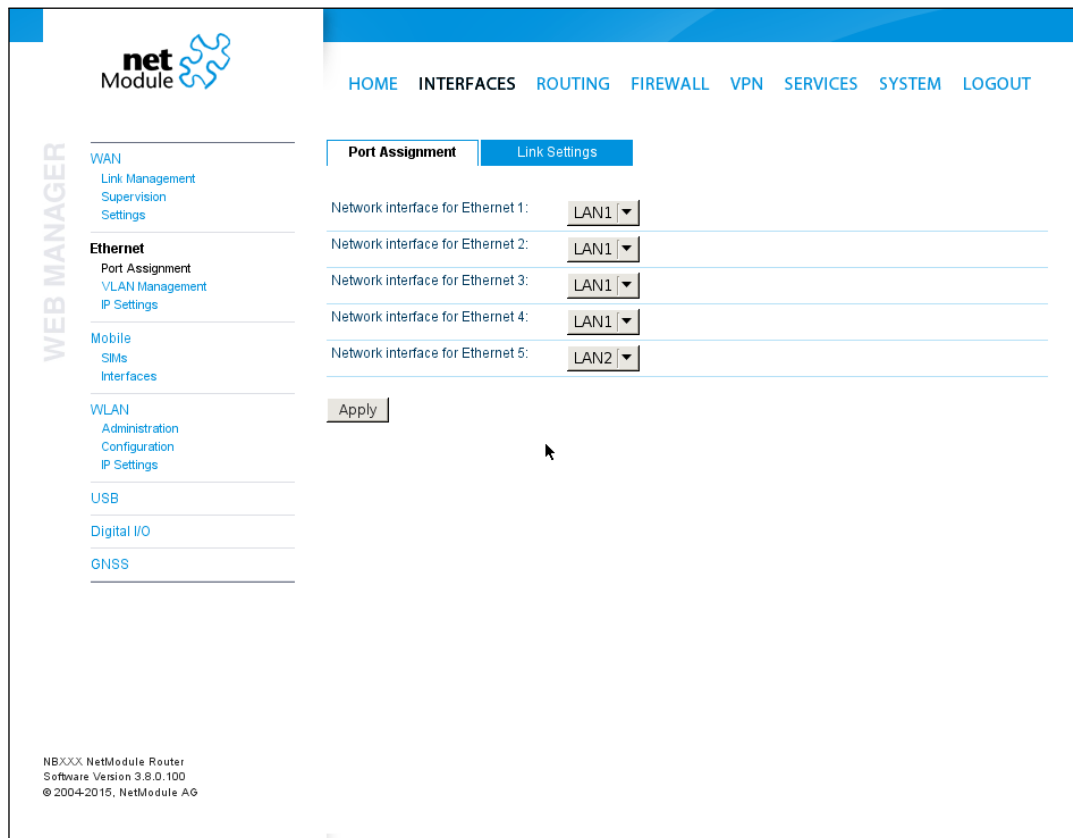 net
Module
HOME INTERFACES ROUTING FIREWALL VPN SERVICES SYSTEM LOGOUT
WEB MANAGER
WAN
Link Management
Supervision
Settings
Ethernet
Port Assignment
VLAN Management
IP Settings
Mobile
SIMs
Interfaces
WLAN
Administration
Configuration
IP Settings
USB
Digital I/O
GNSS
Port Assignment Link Settings
Network interface for Ethernet 1: LAN1
Network interface for Ethernet 2: LAN1
Network interface for Ethernet 3: LAN1
Network interface for Ethernet 4: LAN1
Network interface for Ethernet 5: LAN2
Apply
NBXXX NetModule Router
Software Version 3.8.0.100
© 2004-2015, NetModule AG